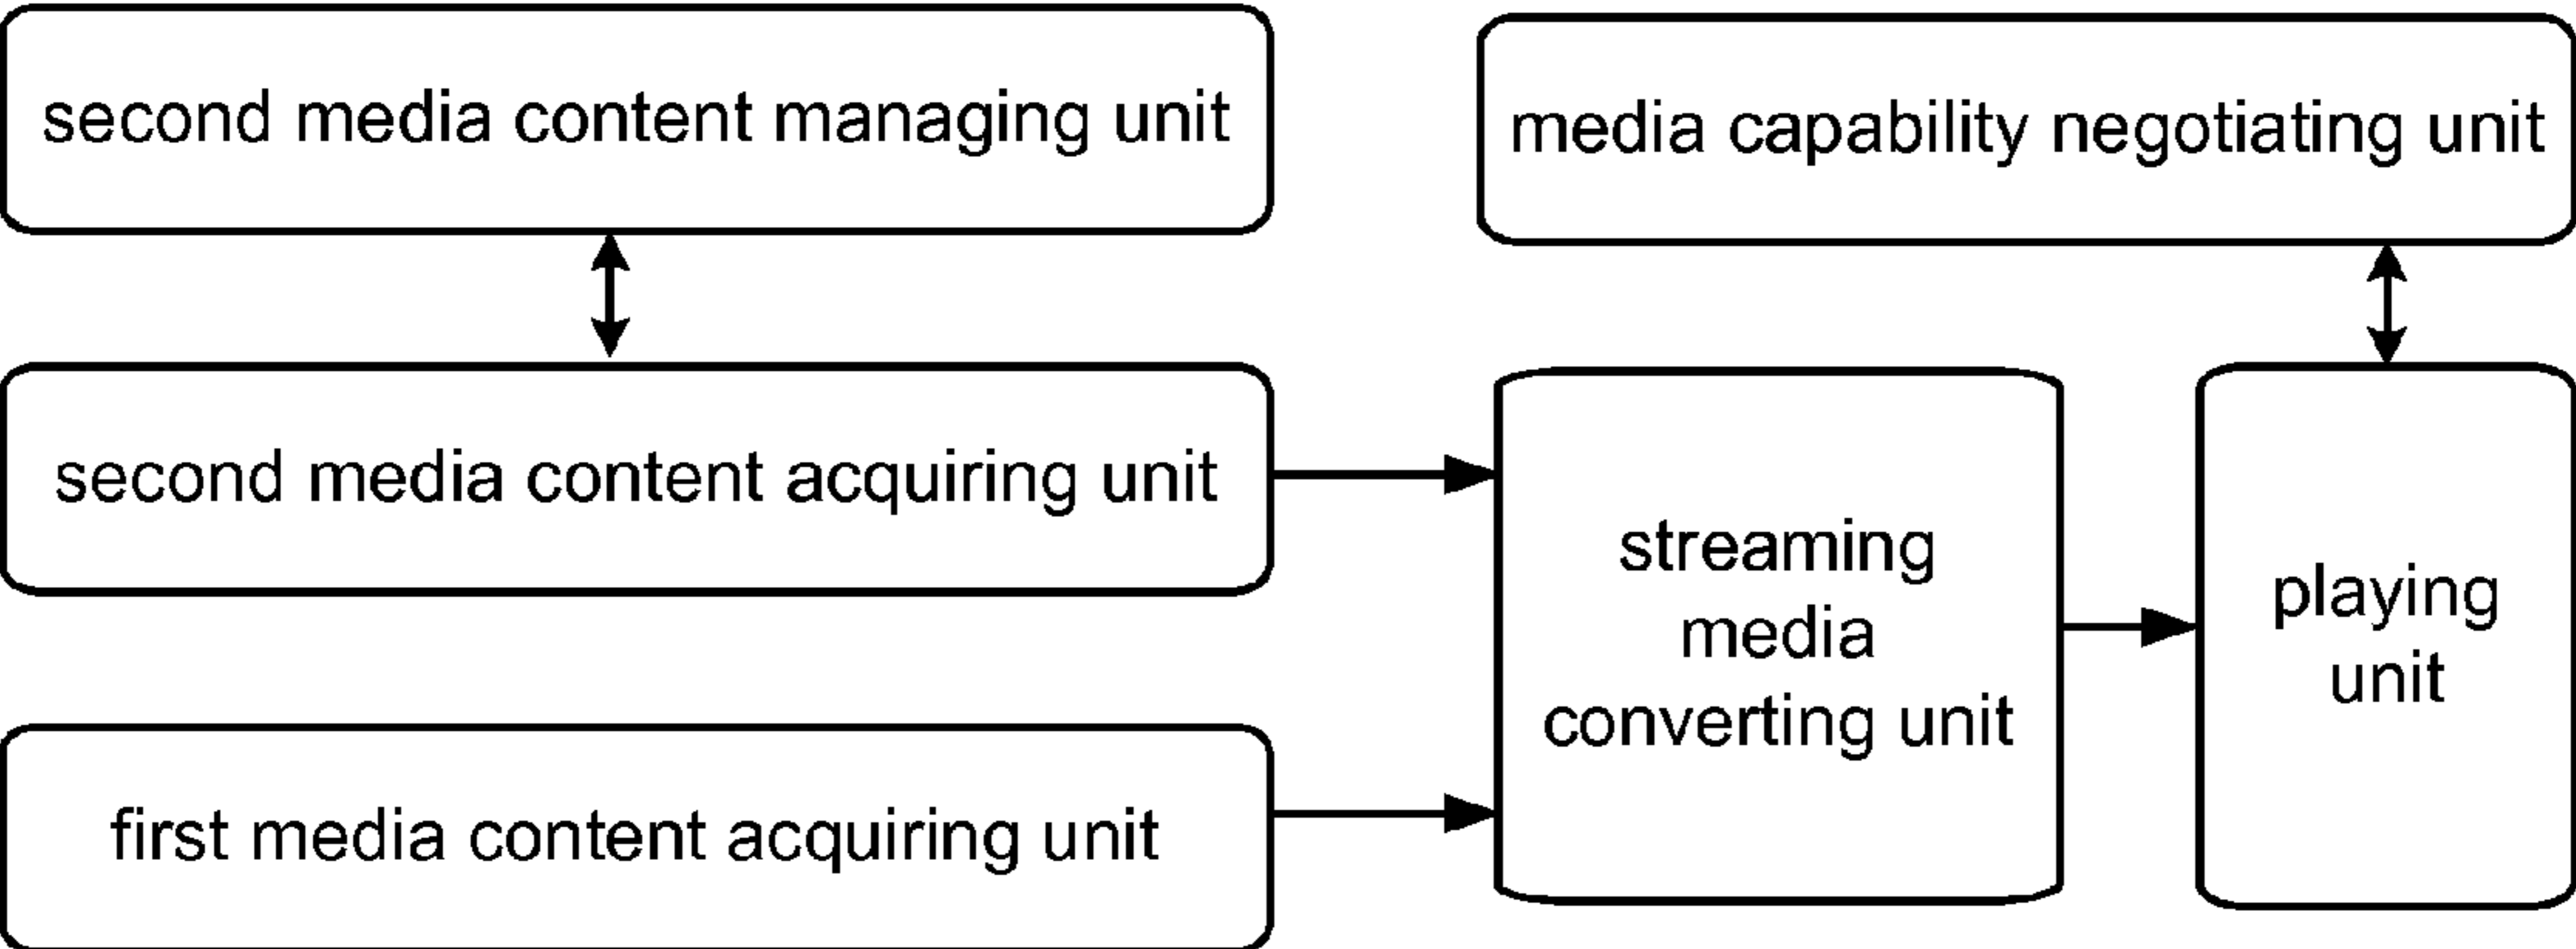 second media content managing unit
media capability negotiating unit
second media content acquiring unit
streaming
media
converting unit
playing
unit
first media content acquiring unit